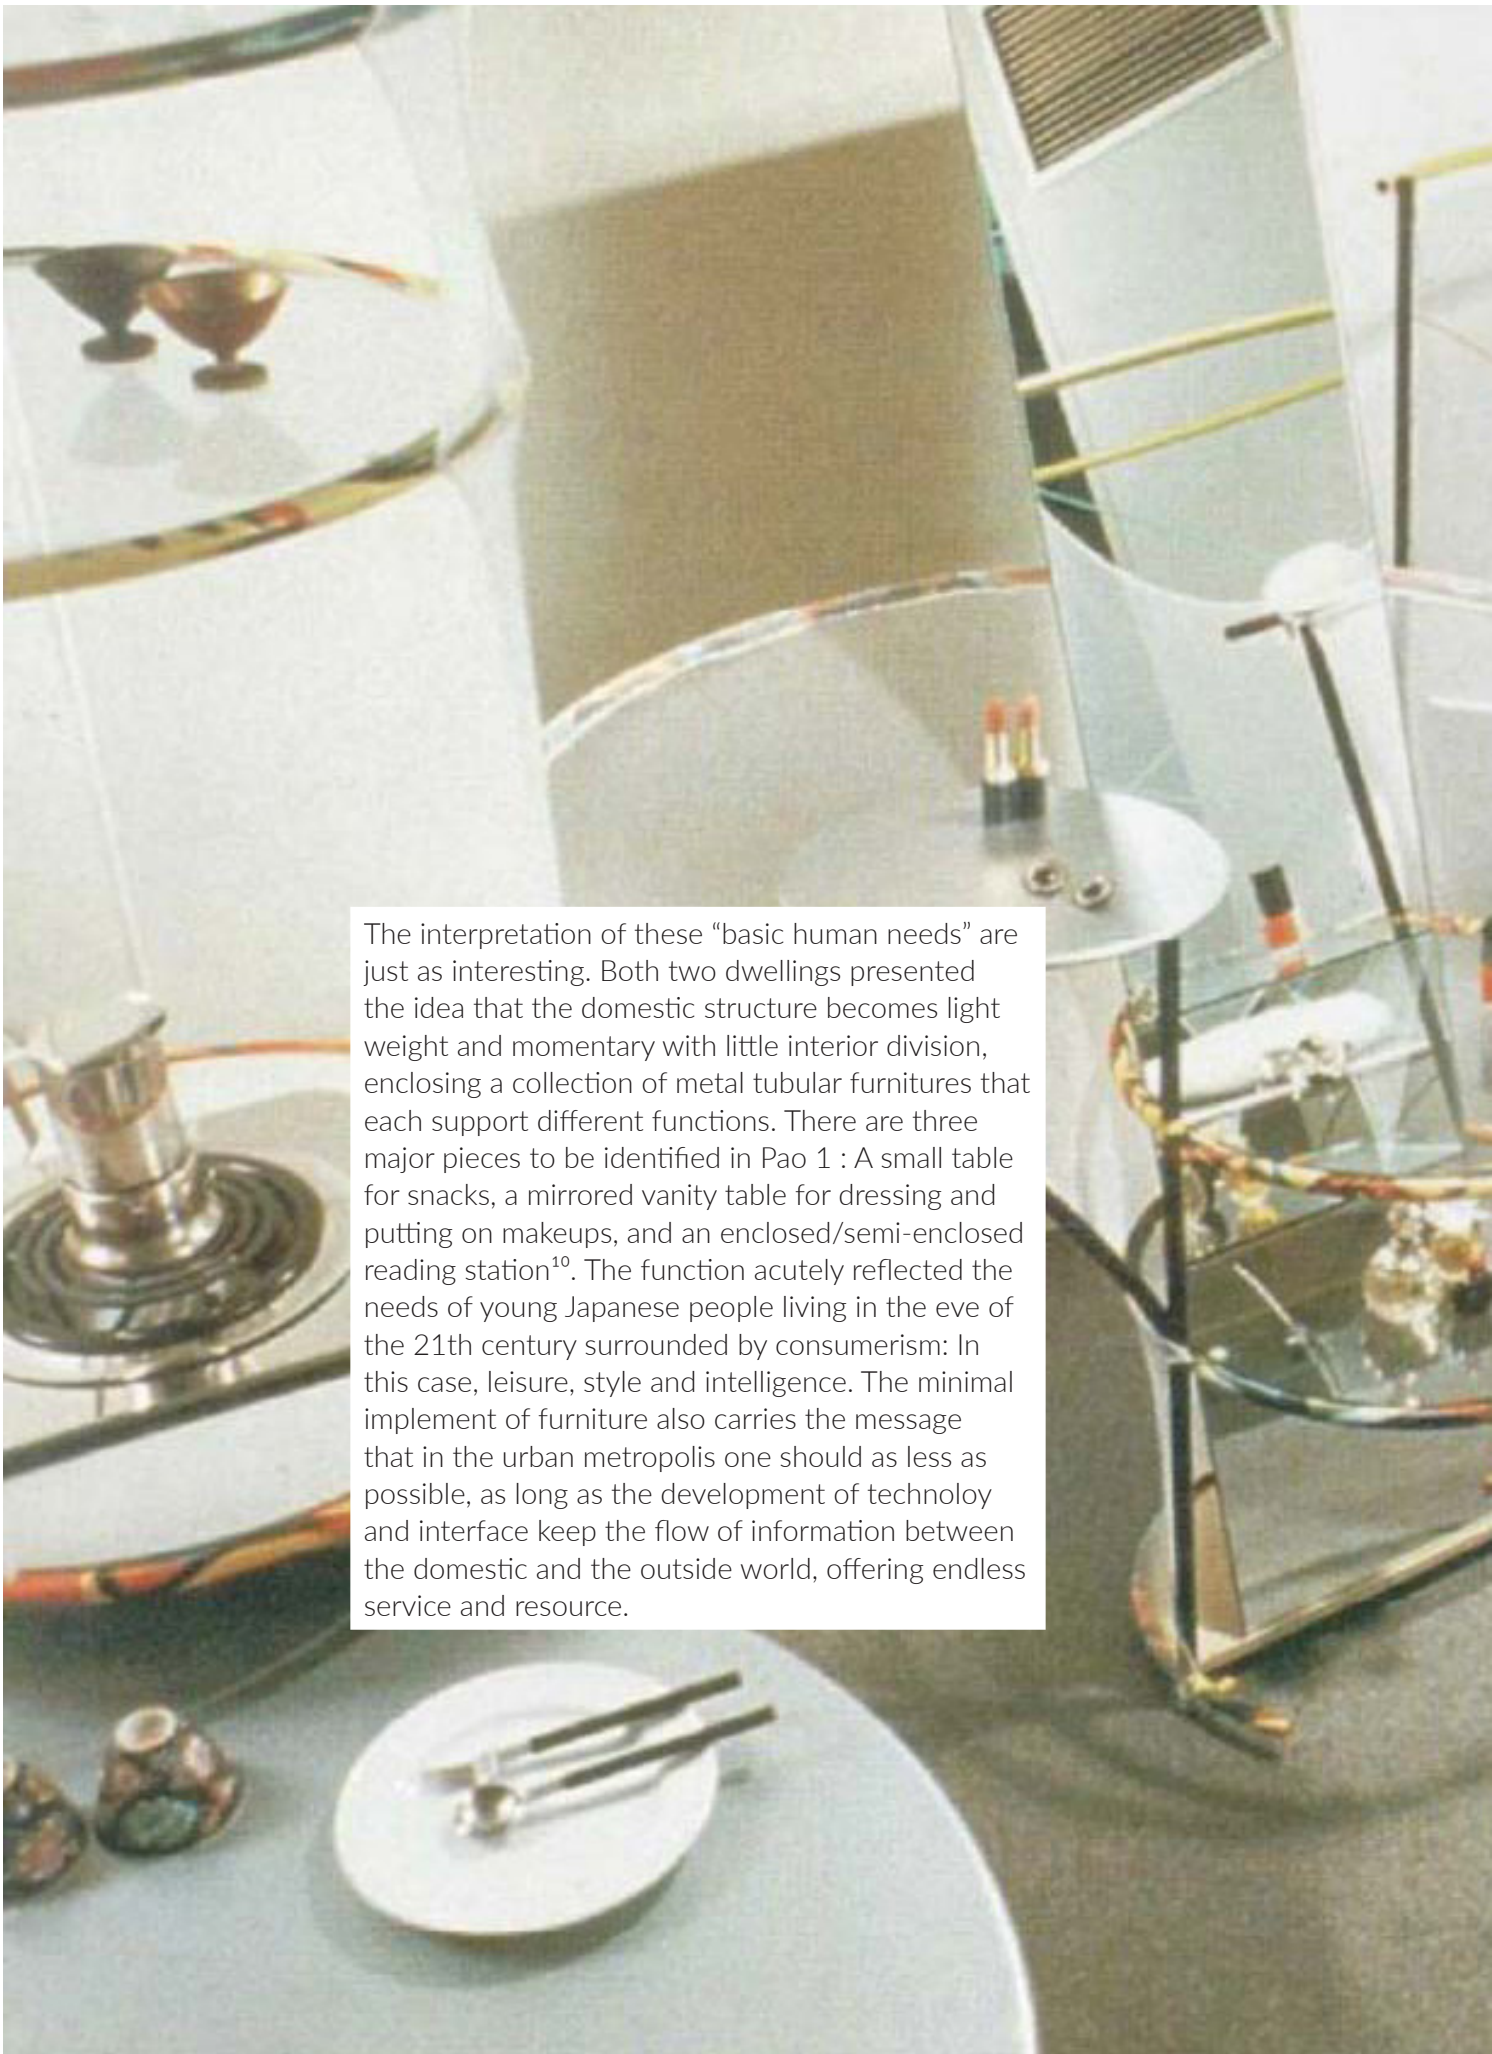 The interpretation of these “basic human needs” are
just as interesting. Both two dwellings presented
the idea that the domestic structure becomes light
weight and momentary with little interior division,
enclosing a collection of metal tubular furnitures that
each support different functions. There are three
major pieces to be identified in Pao 1 : A small table
for snacks, a mirrored vanity table for dressing and
putting on makeups, and an enclosed/semi-enclosed
reading station¹⁰. The function acutely reflected the
needs of young Japanese people living in the eve of
the 21th century surrounded by consumerism: In
this case, leisure, style and intelligence. The minimal
implement of furniture also carries the message
that in the urban metropolis one should as less as
possible, as long as the development of technoloy
and interface keep the flow of information between
the domestic and the outside world, offering endless
service and resource.